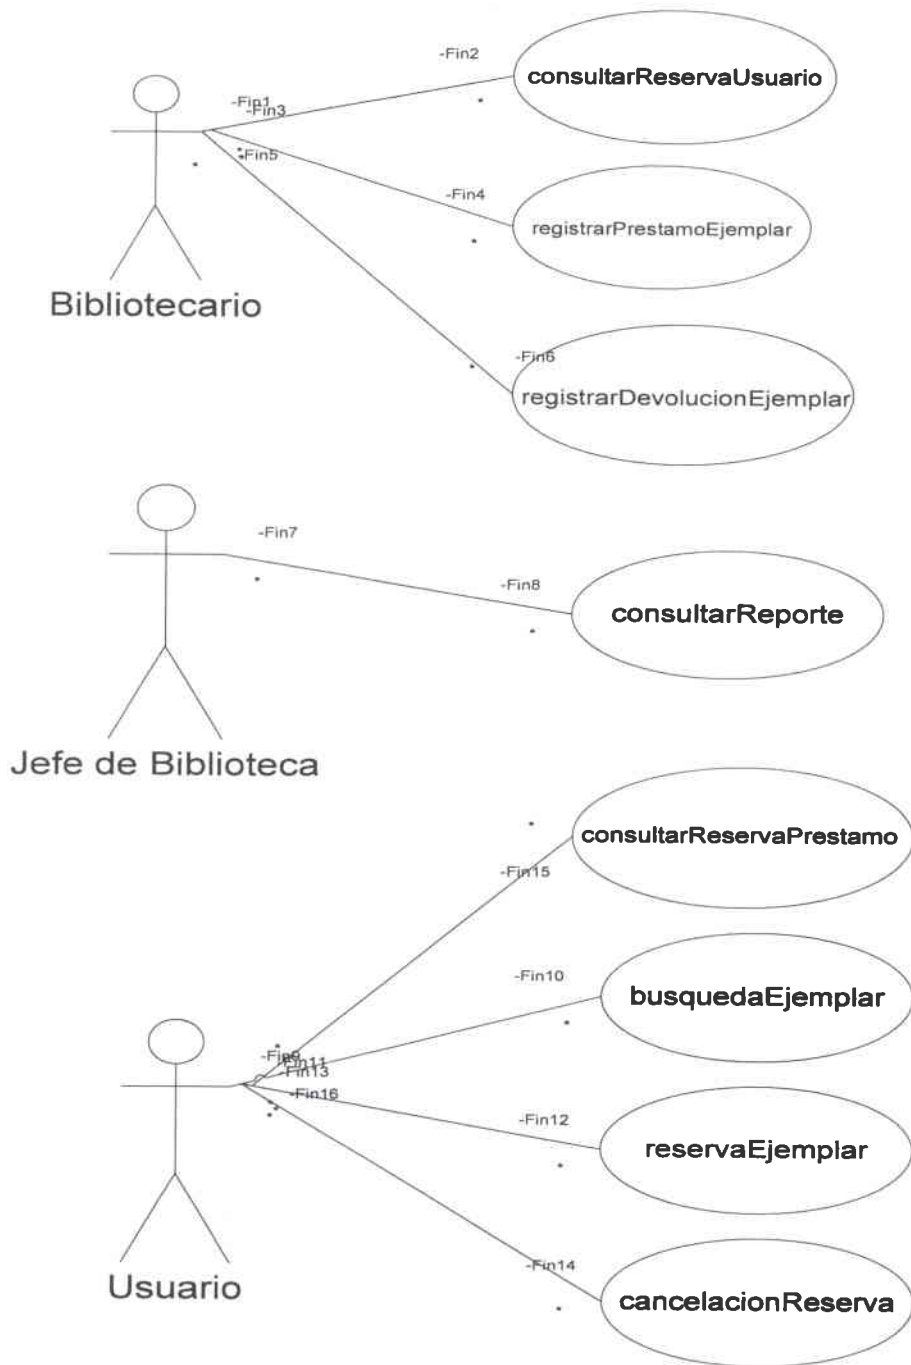 -Fin2
consultarReservaUsuario
-Fin1
-Fin3
*
-Fin5
*
*
*
-Fin4
registrarPrestamoEjemplar
*
Bibliotecario
-Fin6
*
registrarDevolucionEjemplar
-Fin7
*
-Fin8
consultarReporte
*
Jefe de Biblioteca
*
consultarReservaPrestamo
-Fin15
-Fin10
busquedaEjemplar
*
*
-Fin9
-Fin11
-Fin13
-Fin16
*
*
*
-Fin12
reservaEjemplar
*
Usuario
-Fin14
cancelacionReserva
*